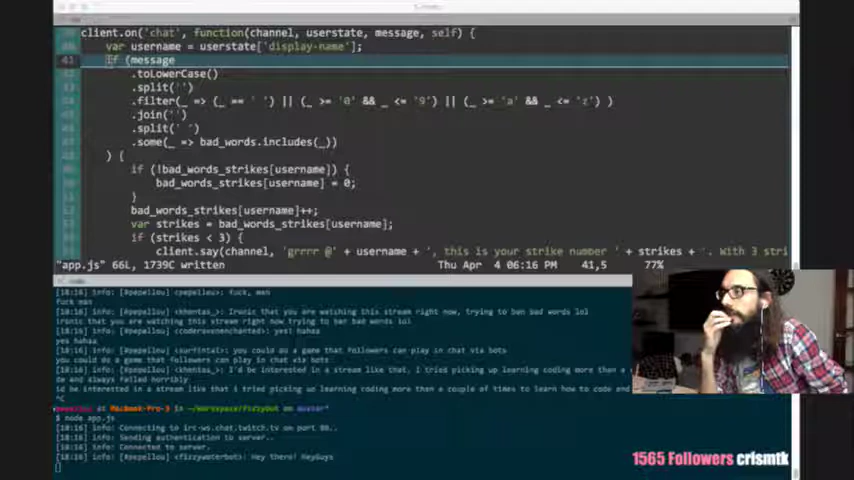 client.on('chat', function(channel, userstate, message, self) {
var username = userstate['display-name'];
41 if (message
.toLowerCase()
.split('')
.filter(_ => (_ == ' ') || (_ >= '0' && _ <= '9') || (_ >= 'a' && _ <= 'z') )
.join('')
.split(' ')
.some(_ => bad_words.includes(_))
) {
if (!bad_words_strikes[username]) {
bad_words_strikes[username] = 0;
}
bad_words_strikes[username]++;
var strikes = bad_words_strikes[username];
if (strikes < 3) {
client.say(channel, 'grrrr @' + username + ', this is your strike number ' + strikes + '. With 3 stri
"app.js" 66L, 1739C written Thu Apr 4 06:16 PM 41,5 77%
[18:16] info: [#pepellou] <pepellou>: fuck, man
fuck man
[18:16] info: [#pepellou] <khentas_>: Ironic that you are watching this stream right now, trying to ban bad words lol
ironic that you are watching this stream right now trying to ban bad words lol
[18:16] info: [#pepellou] yes! hahaa
yes hahaa
[18:16] info: [#pepellou] you could do a game that followers can play in chat via bots
you could do a game that followers can play in chat via bots
[18:16] info: [#pepellou] <khentas_>: I'd be interested in a stream like that, I tried picking up learning coding more than a
de and always failed horribly
id be interested in a stream like that i tried picking up learning coding more than a couple of times to learn how to code and
^C
at MacBook-Pro-3 in ~/workspace/fizzybot on
$ node app.js
[18:16] info: Connecting to irc-ws.chat.twitch.tv on port 80..
[18:16] info: Sending authentication to server..
[18:16] info: Connected to server.
[18:16] info: [#pepellou] <fizzywaterbot>: Hey there! HeyGuys
1565 Followers crismtk